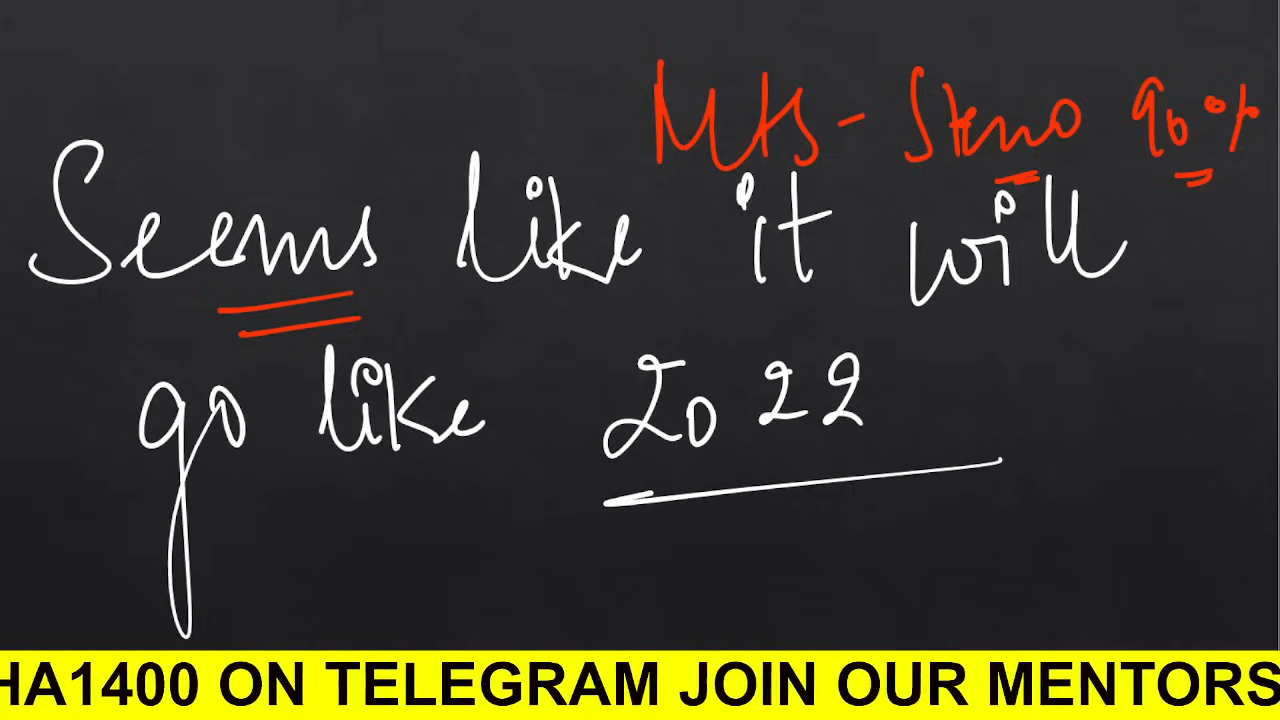 Mts - Steno 90%
Seems like it will
go like 2022
HA1400 ON TELEGRAM JOIN OUR MENTORS